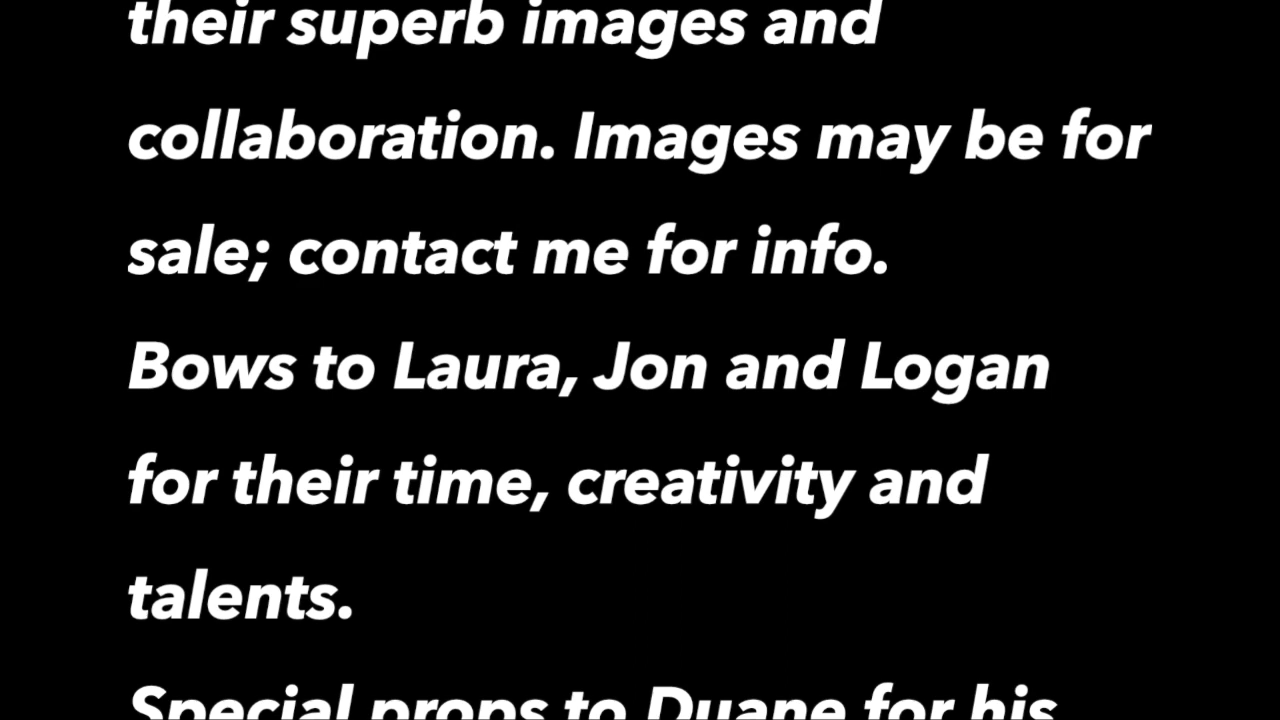 their superb images and
collaboration. Images may be for
sale; contact me for info.
Bows to Laura, Jon and Logan
for their time, creativity and
talents.
Special props to Duane for his